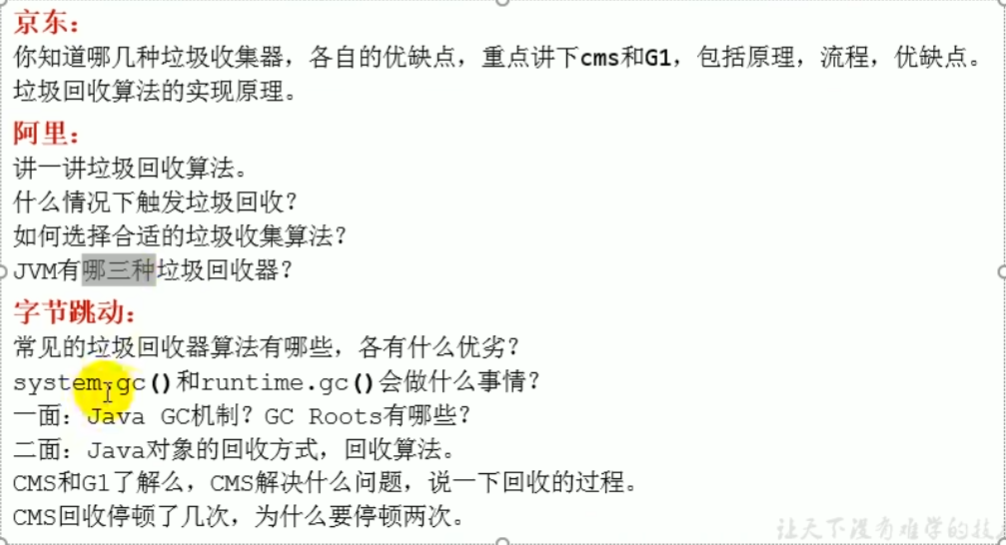 京东：
你知道哪几种垃圾收集器，各自的优缺点，重点讲下cms和G1，包括原理，流程，优缺点。
垃圾回收算法的实现原理。
阿里：
讲一讲垃圾回收算法。
什么情况下触发垃圾回收？
如何选择合适的垃圾收集算法？
JVM有哪三种垃圾回收器？
字节跳动：
常见的垃圾回收器算法有哪些，各有什么优劣？
system.gc()和runtime.gc()会做什么事情？
一面：Java GC机制？GC Roots有哪些？
二面：Java对象的回收方式，回收算法。
CMS和G1了解么，CMS解决什么问题，说一下回收的过程。
CMS回收停顿了几次，为什么要停顿两次。
让天下没有难学的技